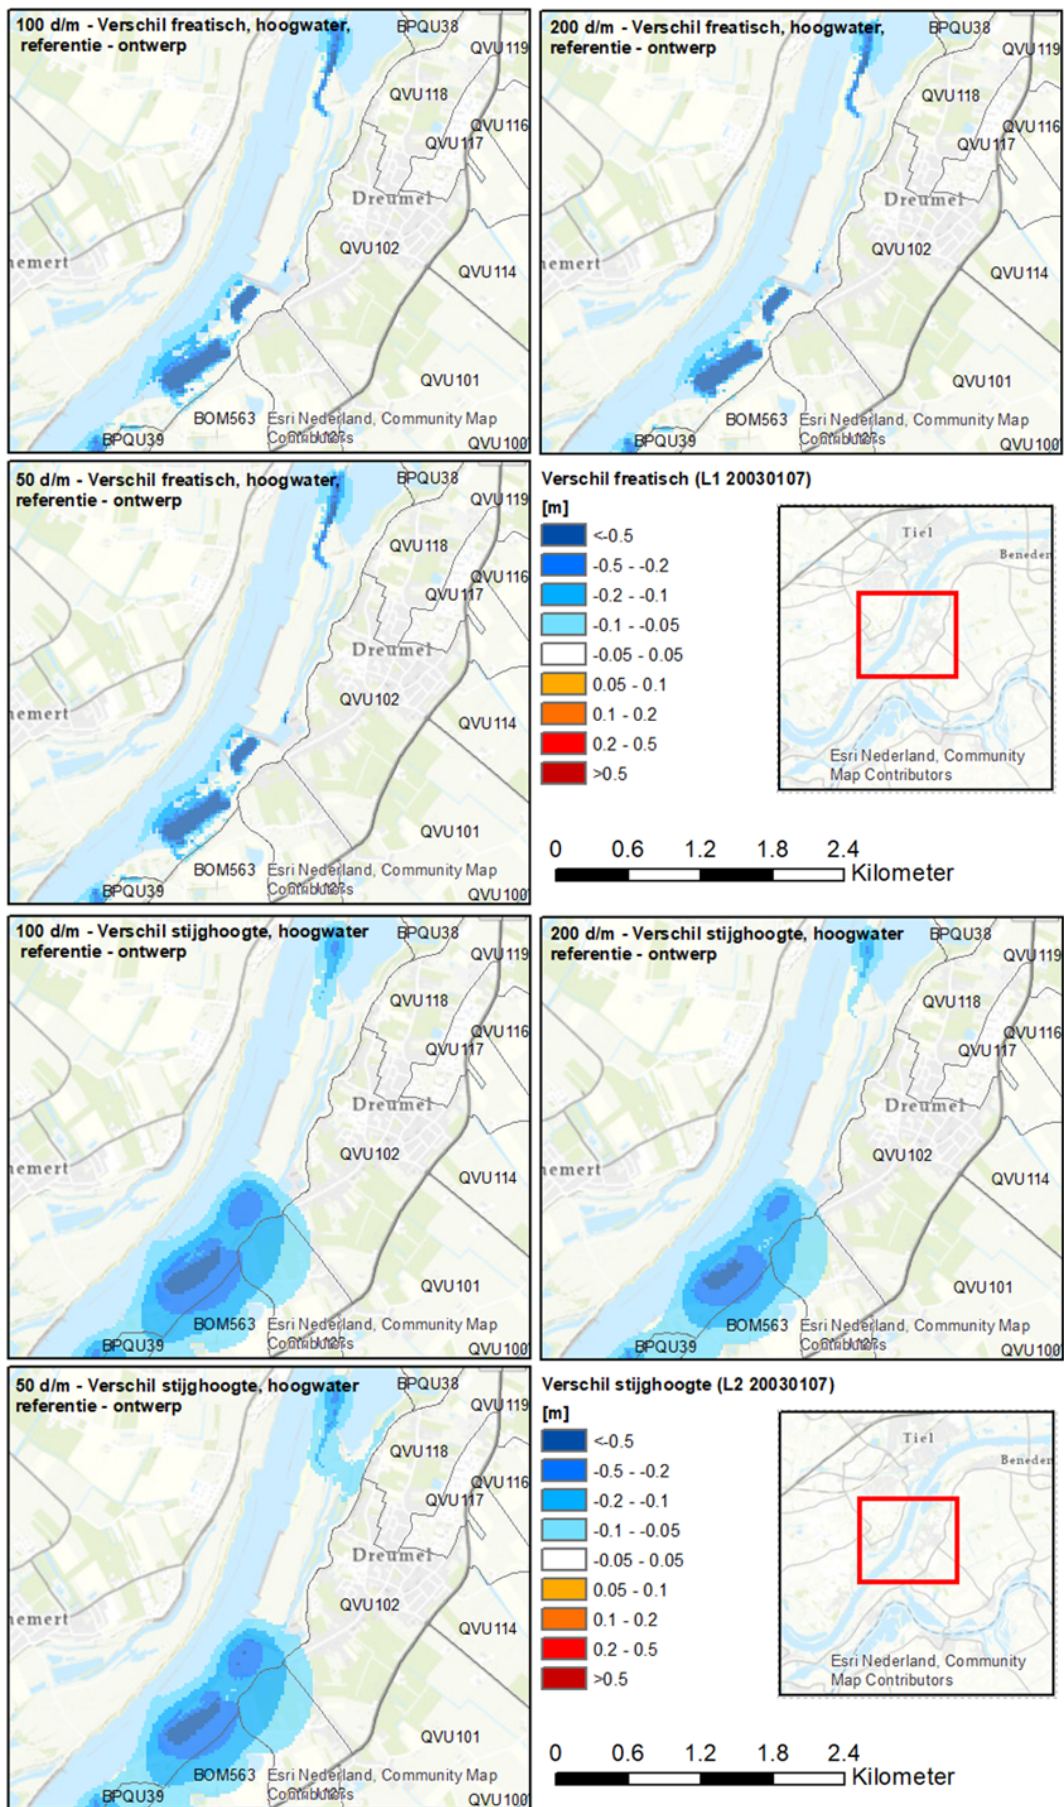 100 d/m - Verschil freatisch, hoogwater,
referentie - ontwerp
BPQU38
QVU119
QVU118
QVU116
QVU117
Dreumel
QVU102
nemert
QVU114
QVU101
BOM563
Esri Nederland, Community Map
Contributors
BPQU39
QVU100
200 d/m - Verschil freatisch, hoogwater,
referentie - ontwerp
BPQU38
QVU119
QVU118
QVU116
QVU117
Dreumel
QVU102
nemert
QVU114
QVU101
BOM563
Esri Nederland, Community Map
Contributors
BPQU39
QVU100
50 d/m - Verschil freatisch, hoogwater,
referentie - ontwerp
BPQU38
QVU119
QVU118
QVU116
QVU117
Dreumel
QVU102
nemert
QVU114
QVU101
BOM563
Esri Nederland, Community Map
Contributors
BPQU39
QVU100
Verschil freatisch (L1 20030107)
[m]
<-0.5
-0.5 - -0.2
-0.2 - -0.1
-0.1 - -0.05
-0.05 - 0.05
0.05 - 0.1
0.1 - 0.2
0.2 - 0.5
>0.5
Tiel
Beneden
Esri Nederland, Community
Map Contributors
0 0.6 1.2 1.8 2.4
Kilometer
100 d/m - Verschil stijghoogte, hoogwater
referentie - ontwerp
BPQU38
QVU119
QVU118
QVU116
QVU117
Dreumel
QVU102
nemert
QVU114
QVU101
BOM563
Esri Nederland, Community Map
Contributors
BPQU39
QVU100
200 d/m - Verschil stijghoogte, hoogwater
referentie - ontwerp
BPQU38
QVU119
QVU118
QVU116
QVU117
Dreumel
QVU102
nemert
QVU114
QVU101
BOM563
Esri Nederland, Community Map
Contributors
BPQU39
QVU100
50 d/m - Verschil stijghoogte, hoogwater
referentie - ontwerp
BPQU38
QVU119
QVU118
QVU116
QVU117
Dreumel
QVU102
nemert
QVU114
QVU101
BOM563
Esri Nederland, Community Map
Contributors
BPQU39
QVU100
Verschil stijghoogte (L2 20030107)
[m]
<-0.5
-0.5 - -0.2
-0.2 - -0.1
-0.1 - -0.05
-0.05 - 0.05
0.05 - 0.1
0.1 - 0.2
0.2 - 0.5
>0.5
Tiel
Beneden
Esri Nederland, Community
Map Contributors
0 0.6 1.2 1.8 2.4
Kilometer